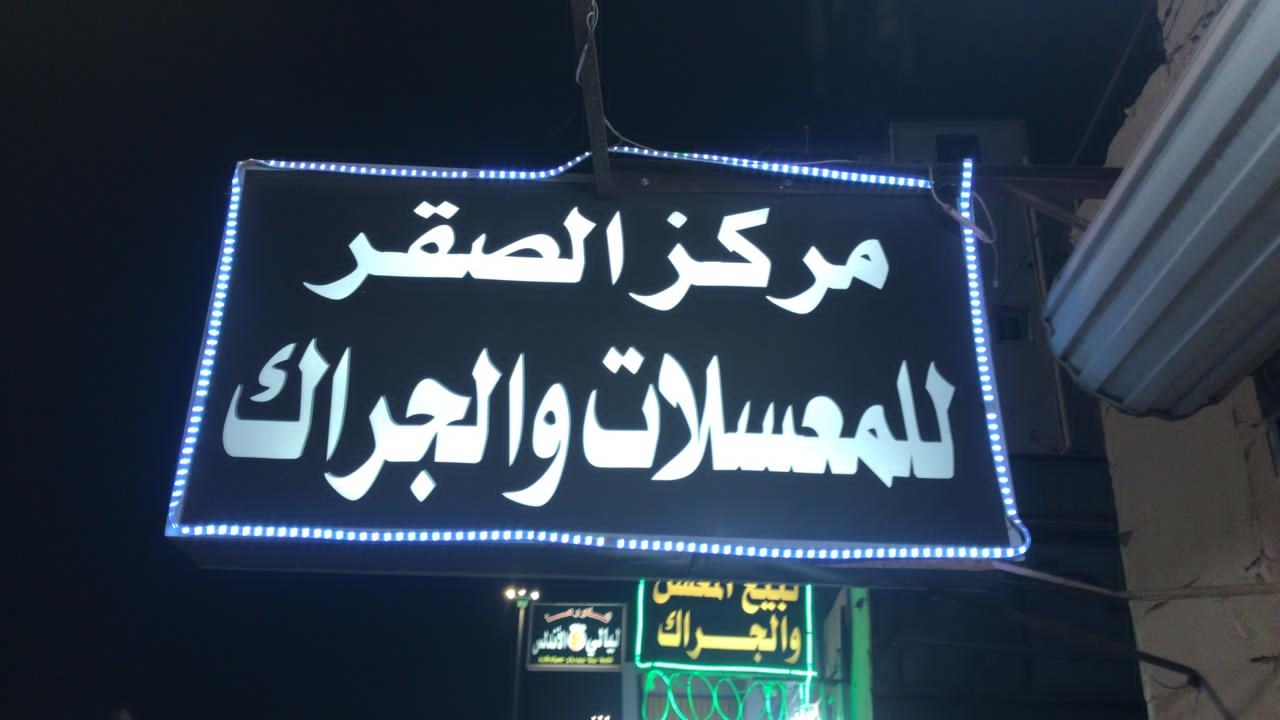 مركز الصقر
للمعسلات والجراك
لبيع المعسل
والجراك
ليالي الأندلس